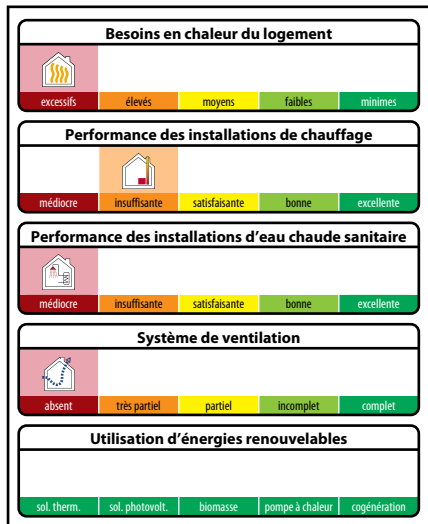 Besoins en chaleur du logement
excessifs élevés moyens faibles minimes
Performance des installations de chauffage
médiocre insuffisante satisfaisante bonne excellente
Performance des installations d’eau chaude sanitaire
médiocre insuffisante satisfaisante bonne excellente
Système de ventilation
absent très partiel partiel incomplet complet
Utilisation d’énergies renouvelables
sol. therm. sol. photovolt. biomasse pompe à chaleur cogénération